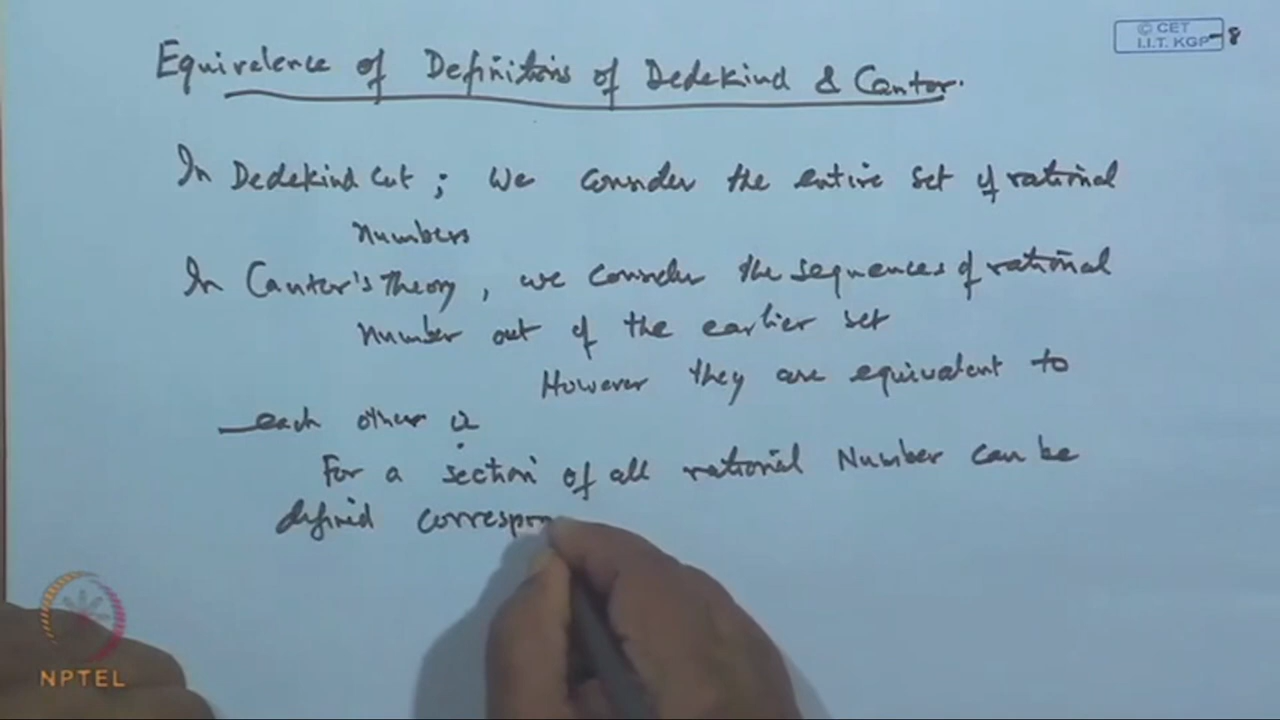 © CET
I.I.T. KGP-8
Equivalence of Definitions of Dedekind & Cantor.
In Dedekind Cut ; We consider the entire set of rational
numbers
In Cantor's Theory , we consider the sequences of rational
number out of the earlier set
However they are equivalent to
each other
For a section of all rational Number can be
defined correspon
NPTEL